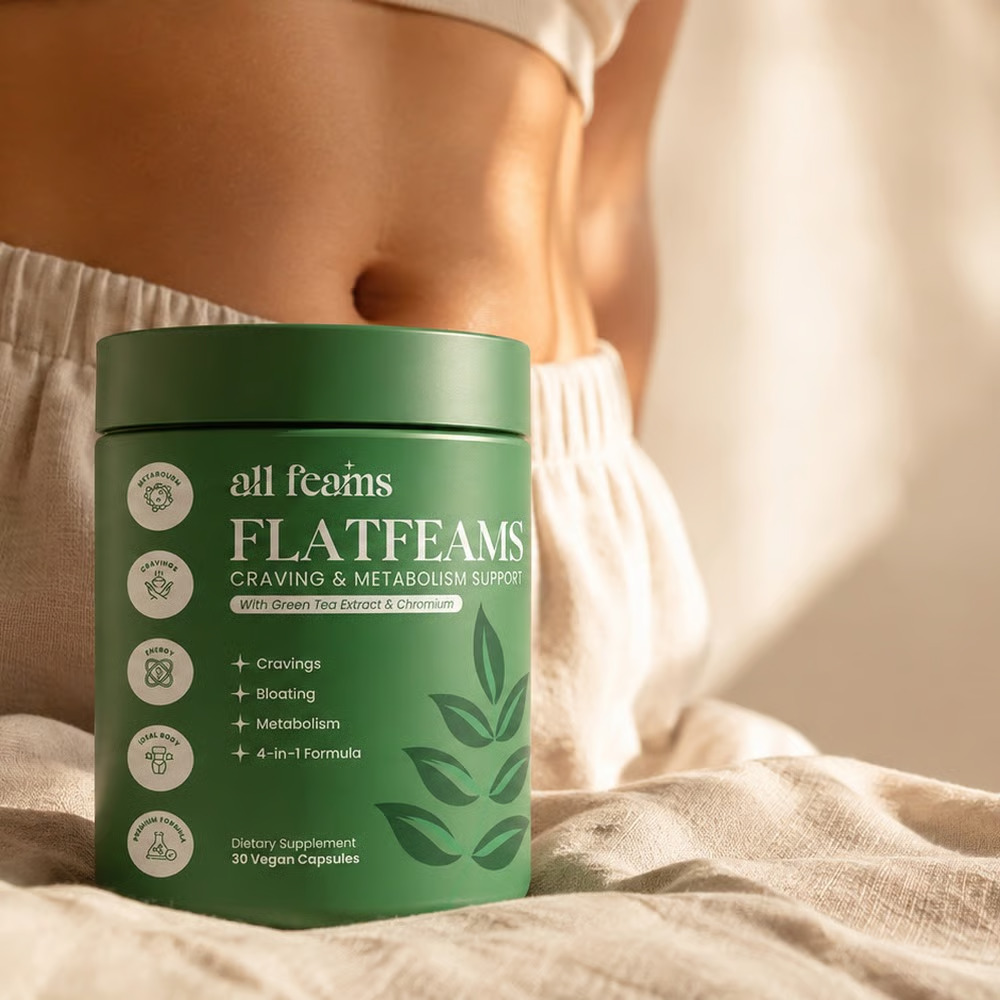 all feams
FLATFEAMS
CRAVING & METABOLISM SUPPORT
With Green Tea Extract & Chromium
METABOLISM
CRAVINGS
ENERGY
IDEAL BODY
PREMIUM FORMULA
Cravings
Bloating
Metabolism
4-in-1 Formula
Dietary Supplement
30 Vegan Capsules